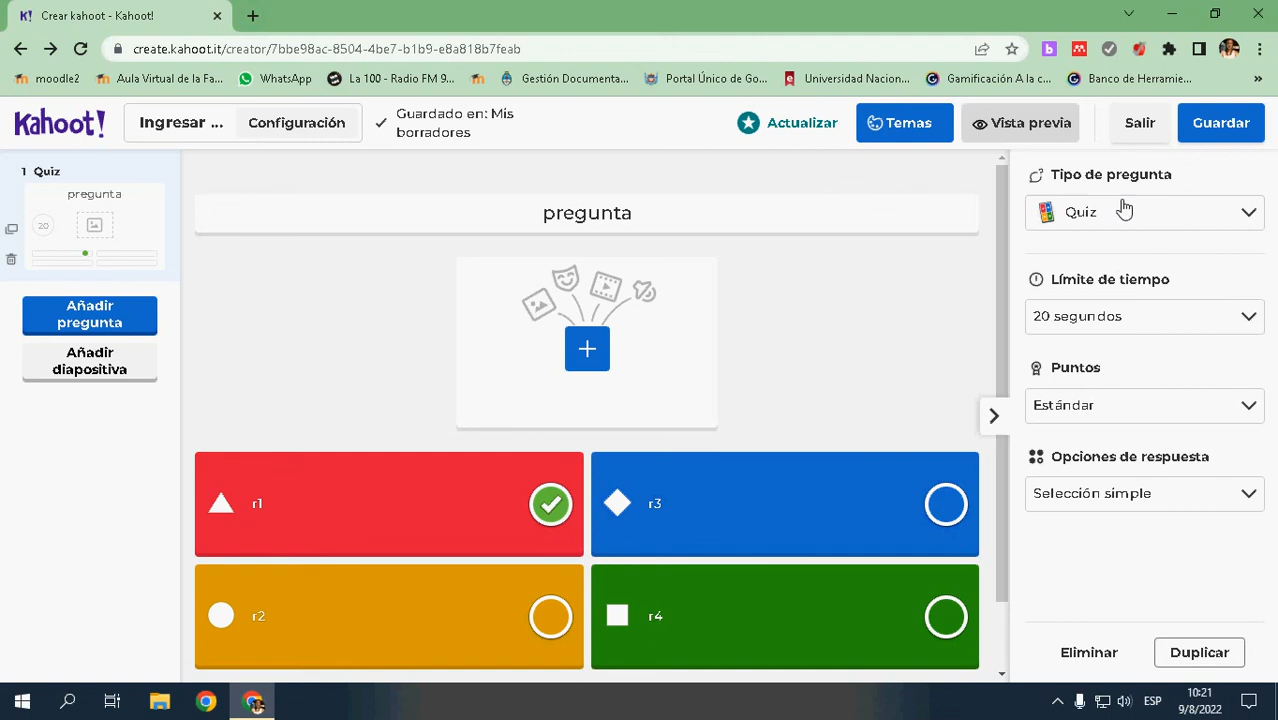 K! Crear kahoot - Kahoot!
create.kahoot.it/creator/7bbe98ac-8504-4be7-b1b9-e8a818b7feab
moodle2 Aula Virtual de la Fa... WhatsApp La 100 - Radio FM 9... Gestión Documenta... Portal Único de Go... Universidad Nacion... Gamificación A la c... Banco de Herramie... »
Kahoot! Ingresar ... Configuración Guardado en: Mis borradores Actualizar Temas Vista previa Salir Guardar
1 Quiz
pregunta
20
Añadir
pregunta
Añadir
diapositiva
pregunta
r1
r3
r2
r4
Tipo de pregunta
Quiz
Límite de tiempo
20 segundos
Puntos
Estándar
Opciones de respuesta
Selección simple
Eliminar Duplicar
ESP
10:21
9/8/2022